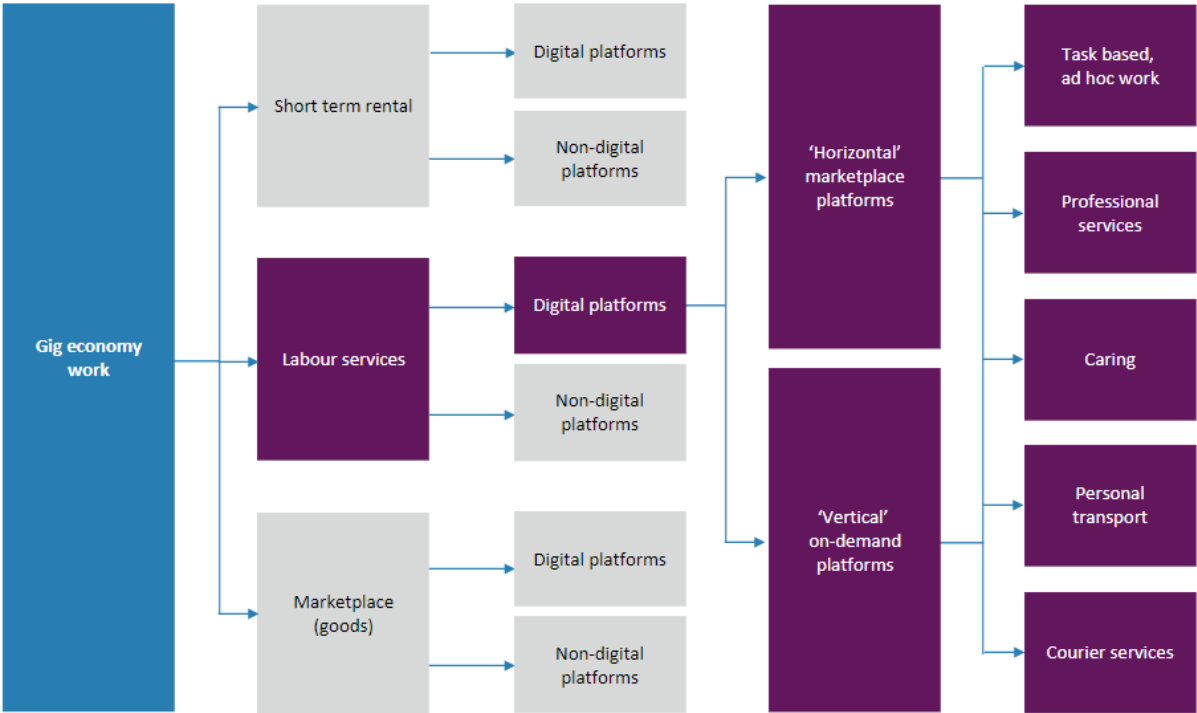 Gig economy
work
Short term rental
Labour services
Marketplace
(goods)
Digital platforms
Non-digital
platforms
Digital platforms
Non-digital
platforms
Digital platforms
Non-digital
platforms
‘Horizontal’
marketplace
platforms
‘Vertical’
on-demand
platforms
Task based,
ad hoc work
Professional
services
Caring
Personal
transport
Courier services